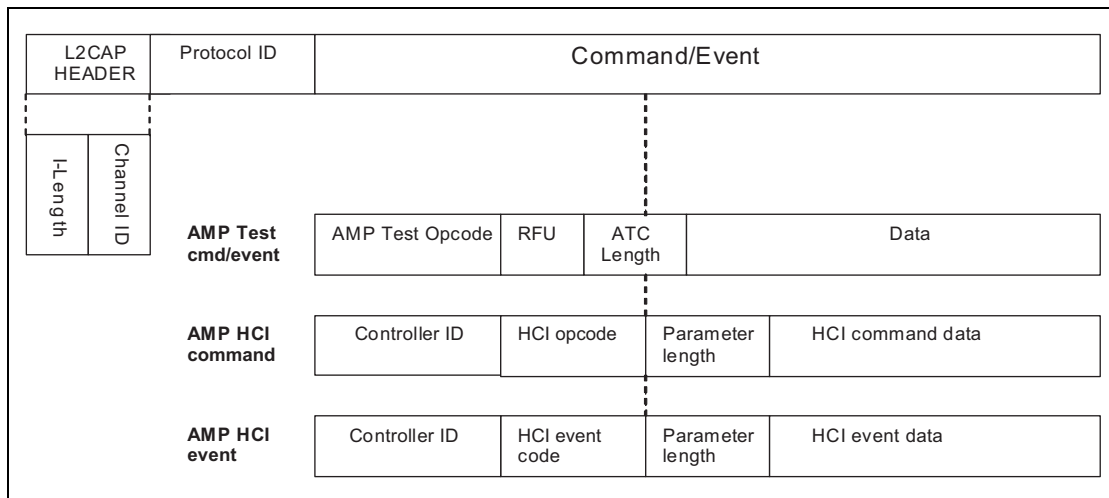 L2CAP
HEADER
Protocol ID
Command/Event
I-Length
Channel ID
AMP Test
cmd/event
AMP Test Opcode
RFU
ATC
Length
Data
AMP HCI
command
Controller ID
HCI opcode
Parameter
length
HCI command data
AMP HCI
event
Controller ID
HCI event
code
Parameter
length
HCI event data